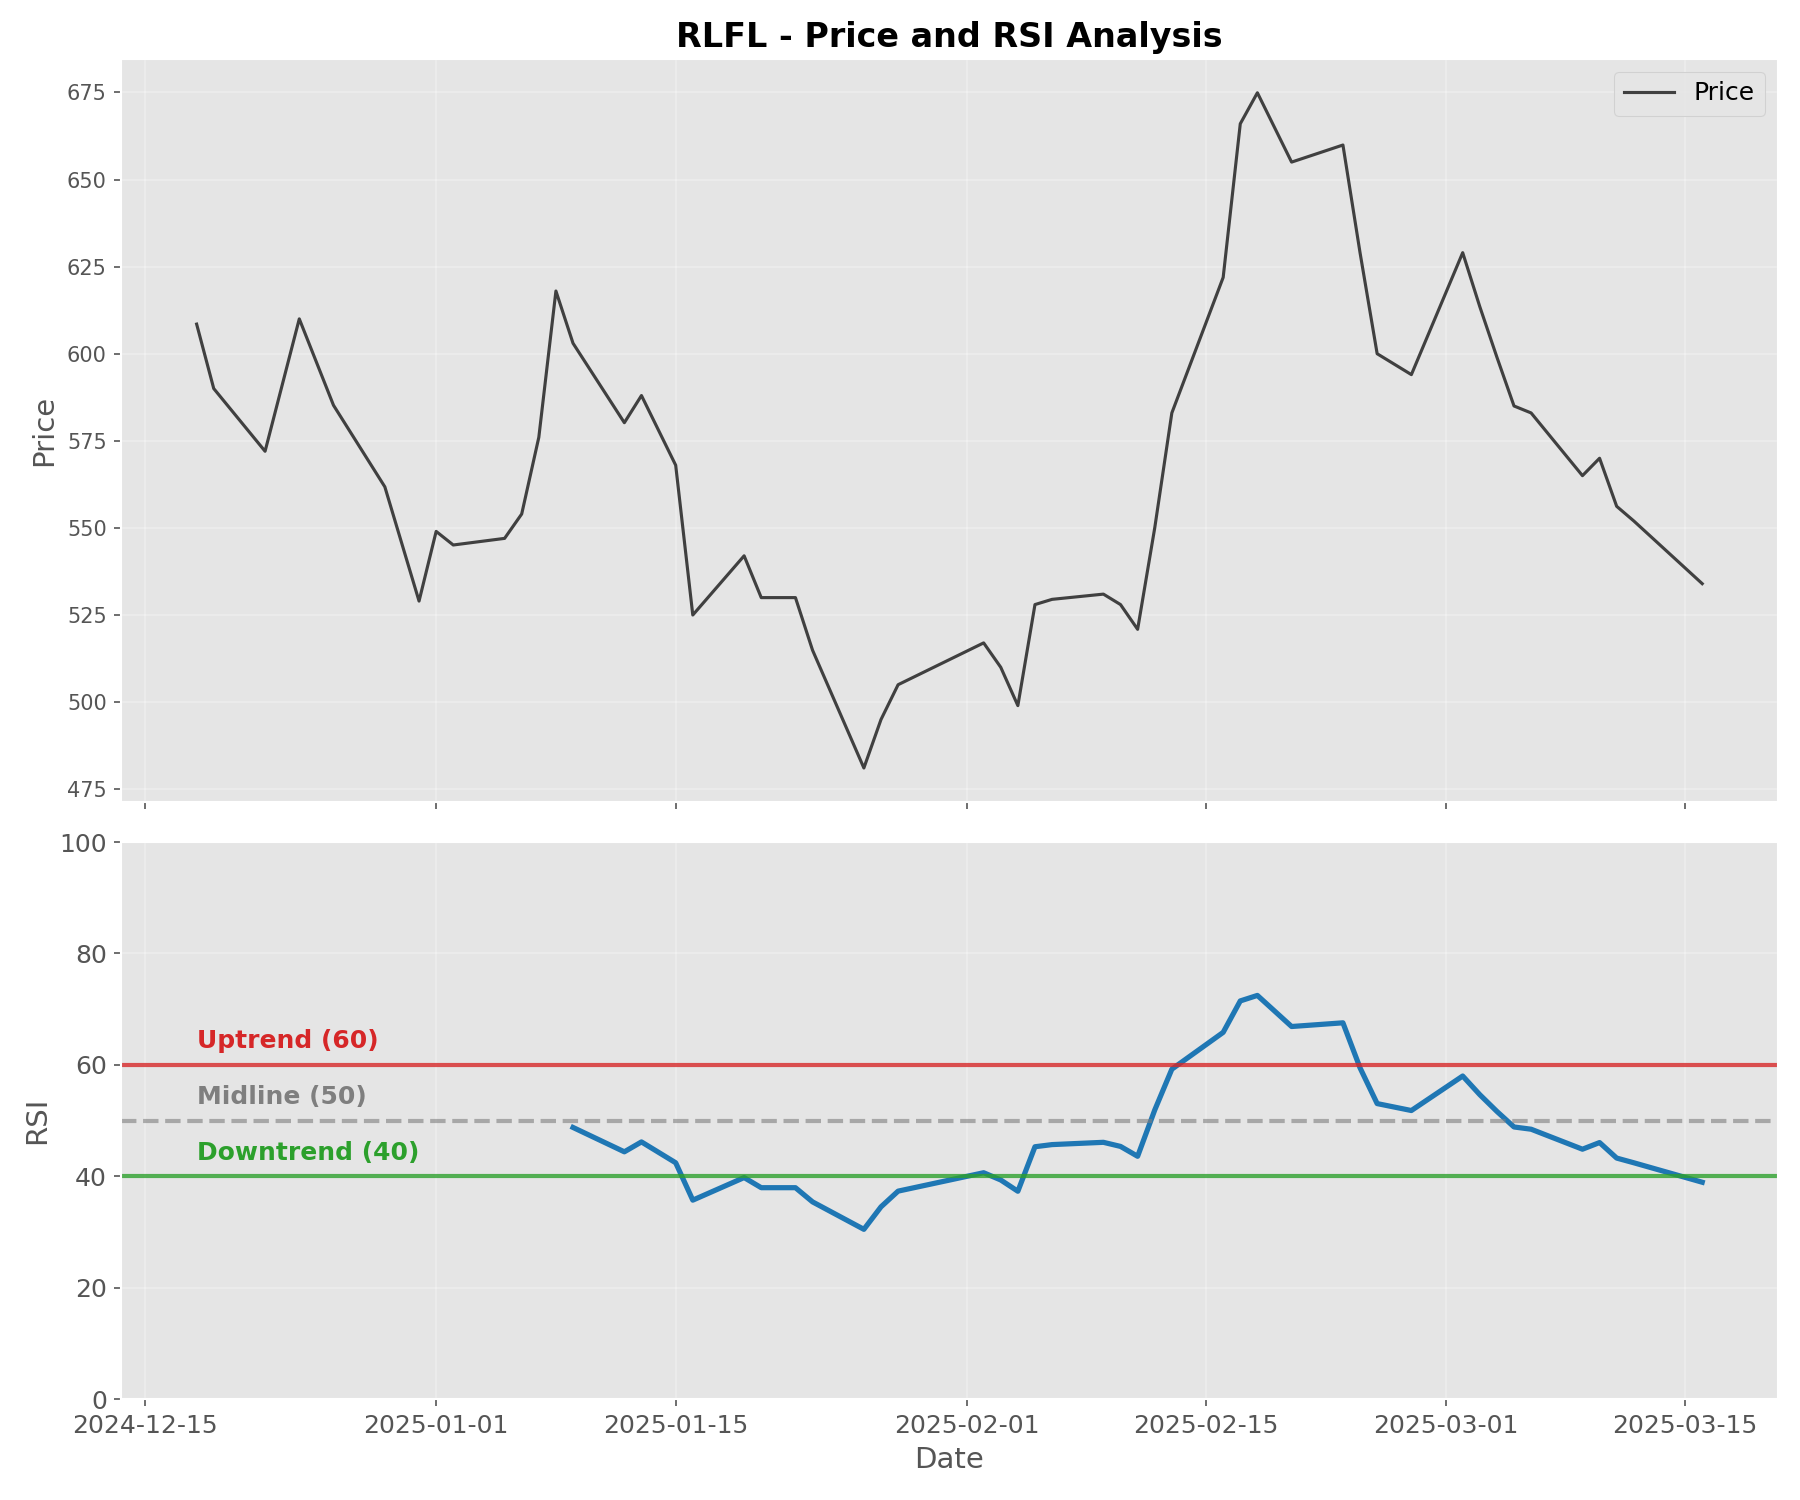 RLFL - Price and RSI Analysis
Price
675
650
625
600
575
550
525
500
475
Price
100
80
60
40
20
0
RSI
Uptrend (60)
Midline (50)
Downtrend (40)
2024-12-15 2025-01-01 2025-01-15 2025-02-01 2025-02-15 2025-03-01 2025-03-15
Date